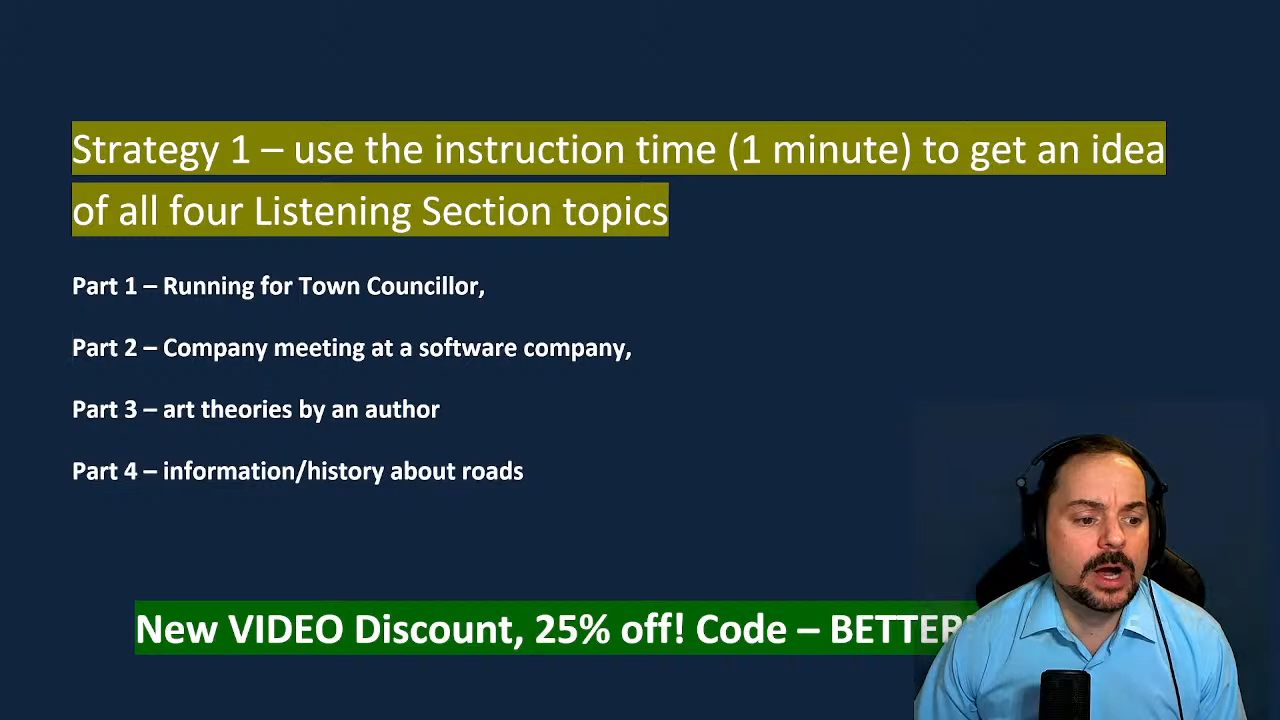 Strategy 1 – use the instruction time (1 minute) to get an idea
of all four Listening Section topics
Part 1 – Running for Town Councillor,
Part 2 – Company meeting at a software company,
Part 3 – art theories by an author
Part 4 – information/history about roads
New VIDEO Discount, 25% off! Code –